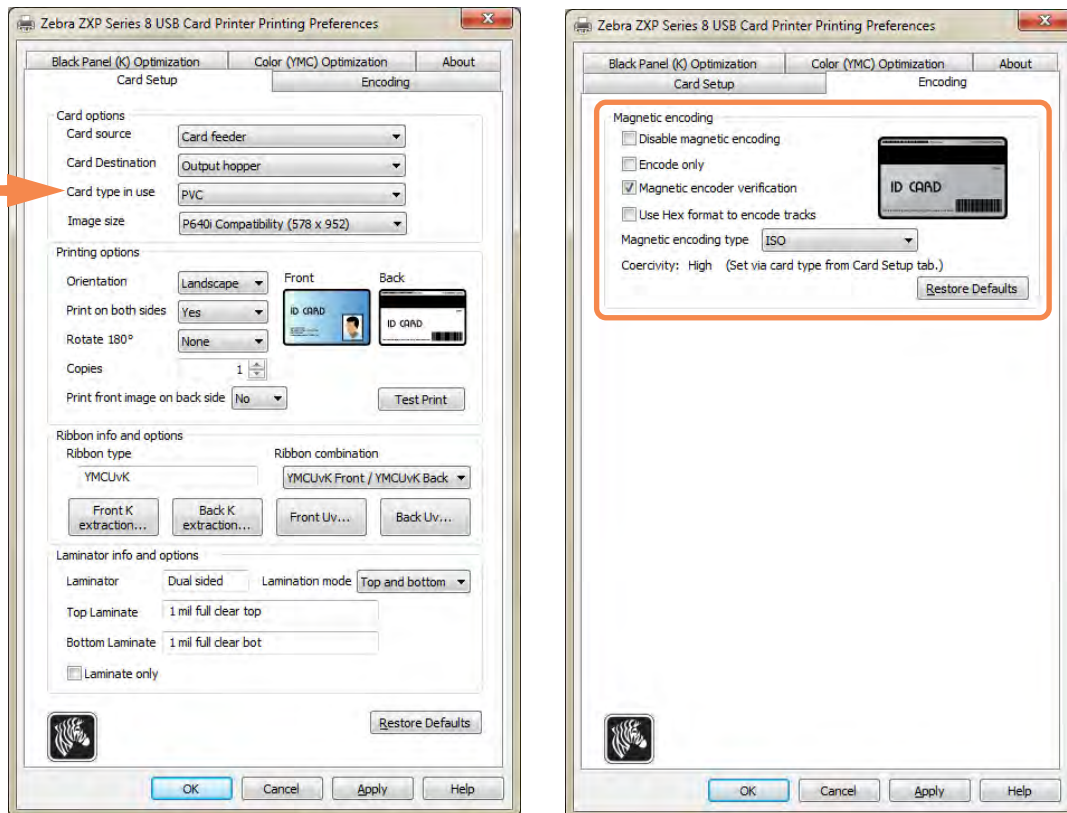 Zebra ZXP Series 8 USB Card Printer Printing Preferences
Black Panel (K) Optimization Color (YMC) Optimization About
Card Setup Encoding
Card options
Card source Card feeder
Card Destination Output hopper
Card type in use PVC
Image size P640i Compatibility (578 x 952)
Printing options
Orientation Landscape Front Back
Print on both sides Yes
ID CARD ID CARD
Rotate 180° None
Copies 1
Print front image on back side No Test Print
Ribbon info and options
Ribbon type Ribbon combination
YMCUvK YMCUvK Front / YMCUvK Back
Front K extraction... Back K extraction... Front Uv... Back Uv...
Laminator info and options
Laminator Dual sided Lamination mode Top and bottom
Top Laminate 1 mil full clear top
Bottom Laminate 1 mil full clear bot
Laminate only
Restore Defaults
OK Cancel Apply Help
Zebra ZXP Series 8 USB Card Printer Printing Preferences
Black Panel (K) Optimization Color (YMC) Optimization About
Card Setup Encoding
Magnetic encoding
Disable magnetic encoding
Encode only
Magnetic encoder verification
ID CARD
Use Hex format to encode tracks
Magnetic encoding type ISO
Coercivity: High (Set via card type from Card Setup tab.)
Restore Defaults
OK Cancel Apply Help